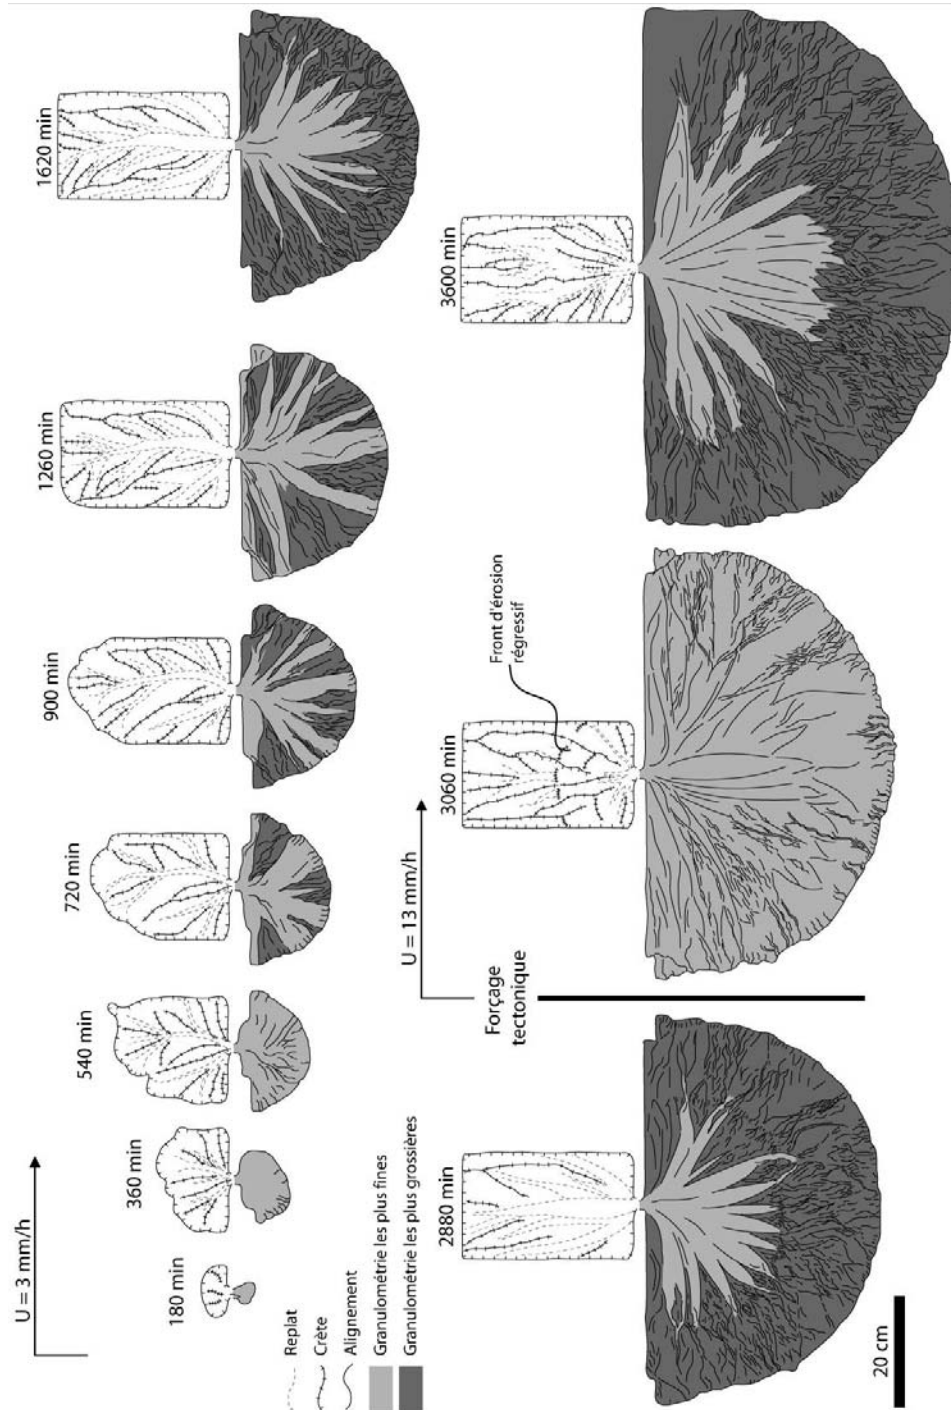 U = 3 mm/h
180 min
360 min
540 min
720 min
900 min
1260 min
1620 min
Replat
Crète
Alignement
Granulométrie les plus fines
Granulométrie les plus grossières
U = 13 mm/h
Forçage
tectonique
2880 min
3060 min
3600 min
Front d'érosion
régressif
20 cm